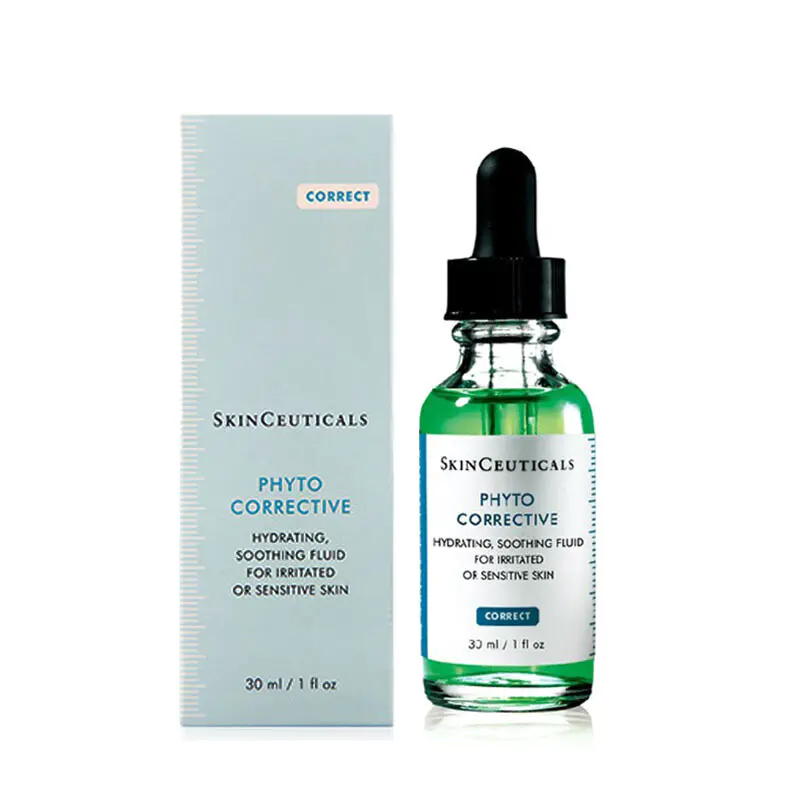 CORRECT
SKINCEUTICALS
PHYTO
CORRECTIVE
HYDRATING,
SOOTHING FLUID
FOR IRRITATED
OR SENSITIVE SKIN
30 ml / 1 fl oz
SKINCEUTICALS
PHYTO
CORRECTIVE
HYDRATING, SOOTHING FLUID
FOR IRRITATED
OR SENSITIVE SKIN
CORRECT
30 ml / 1 fl oz